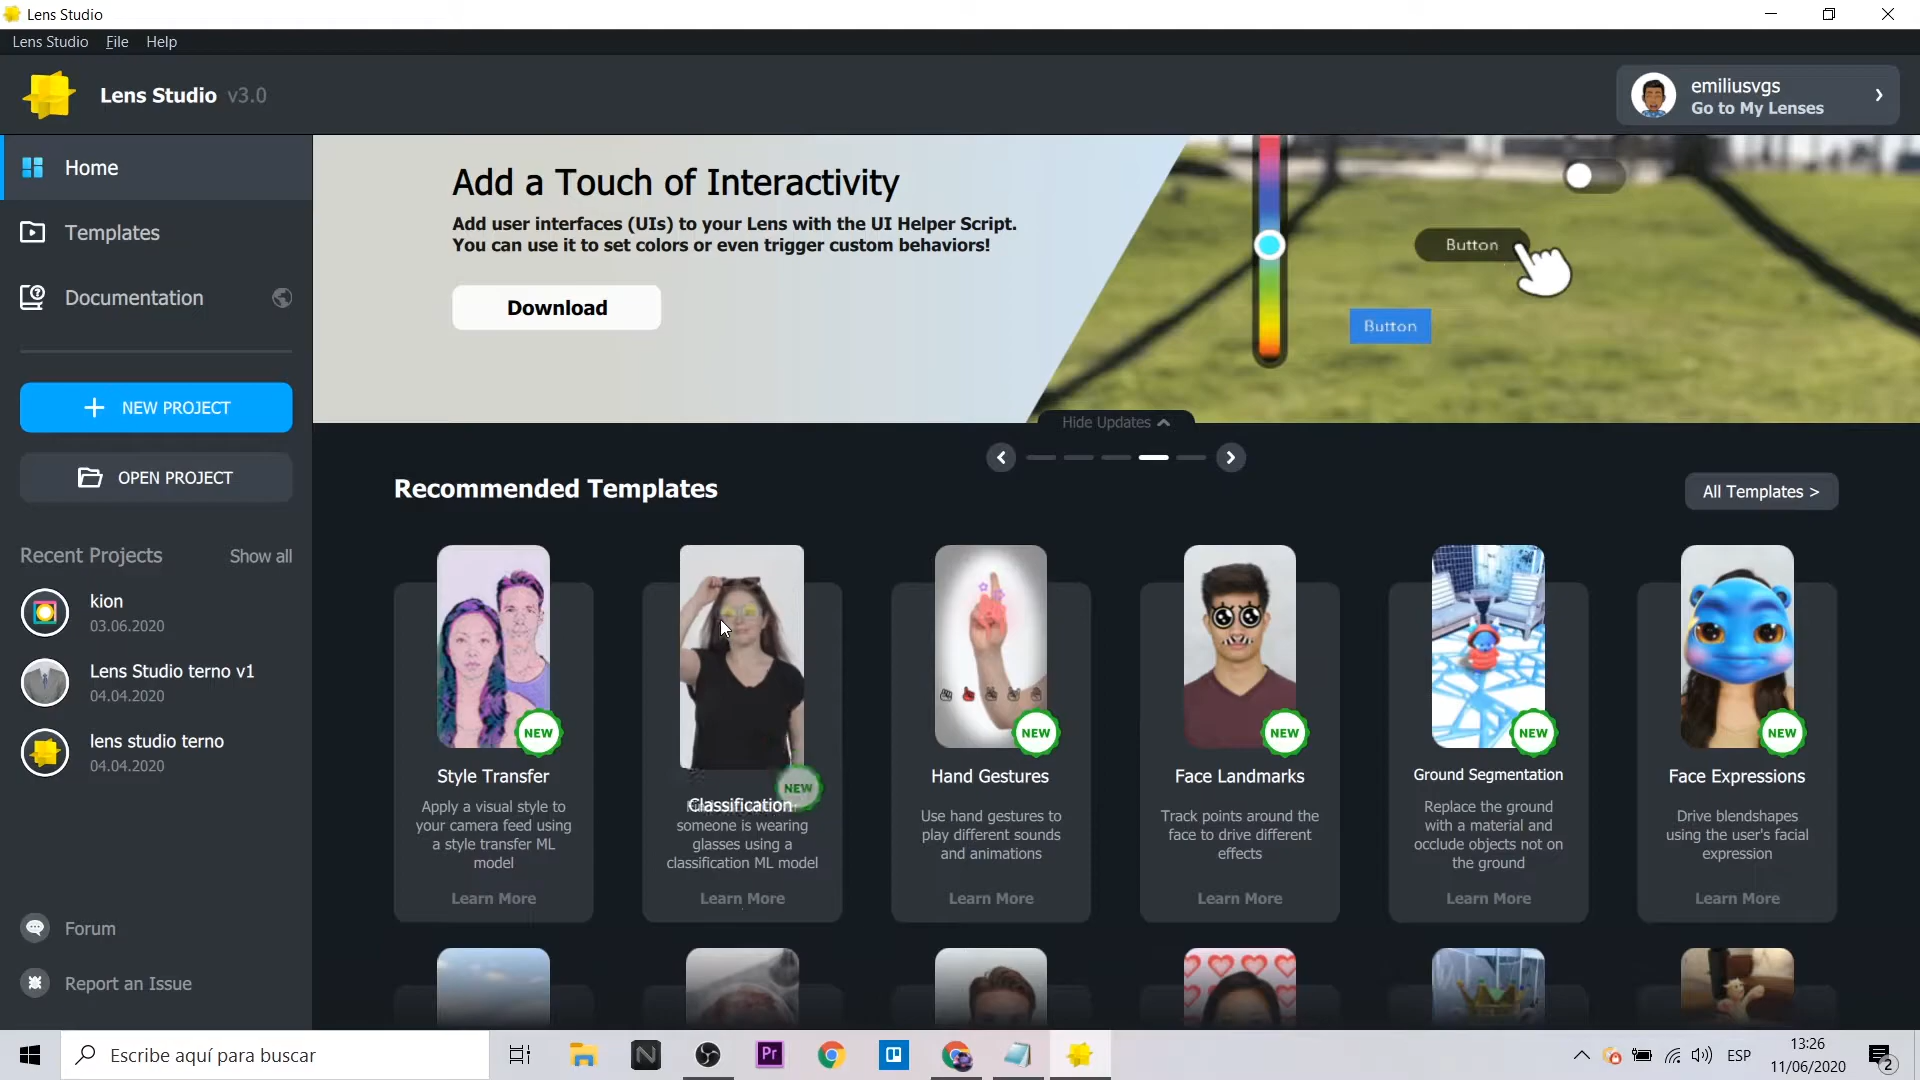 Lens Studio
Lens Studio File Help
Lens Studio v3.0
emiliusvgs
Go to My Lenses
Home
Templates
Documentation
NEW PROJECT
OPEN PROJECT
Recent Projects Show all
kion
03.06.2020
Lens Studio terno v1
04.04.2020
lens studio terno
04.04.2020
Forum
Report an Issue
Add a Touch of Interactivity
Add user interfaces (UIs) to your Lens with the UI Helper Script.
You can use it to set colors or even trigger custom behaviors!
Download
Button
Button
Hide Updates
Recommended Templates
All Templates >
NEW
Style Transfer
Apply a visual style to
your camera feed using
a style transfer ML
model
Learn More
NEW
Classification
someone is wearing
glasses using a
classification ML model
Learn More
NEW
Hand Gestures
Use hand gestures to
play different sounds
and animations
Learn More
NEW
Face Landmarks
Track points around the
face to drive different
effects
Learn More
NEW
Ground Segmentation
Replace the ground
with a material and
occlude objects not on
the ground
Learn More
NEW
Face Expressions
Drive blendshapes
using the user's facial
expression
Learn More
Escribe aquí para buscar
N
Pr
ESP
13:26
11/06/2020
2